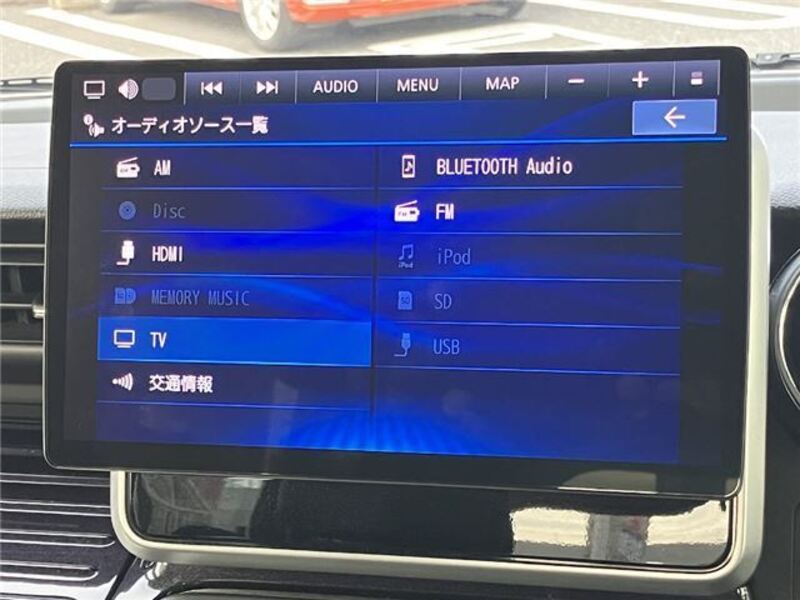 AUDIO MENU MAP − +
オーディオソース一覧
AM
BLUETOOTH Audio
Disc
FM
HDMI
iPod
MEMORY MUSIC
SD
TV
USB
交通情報